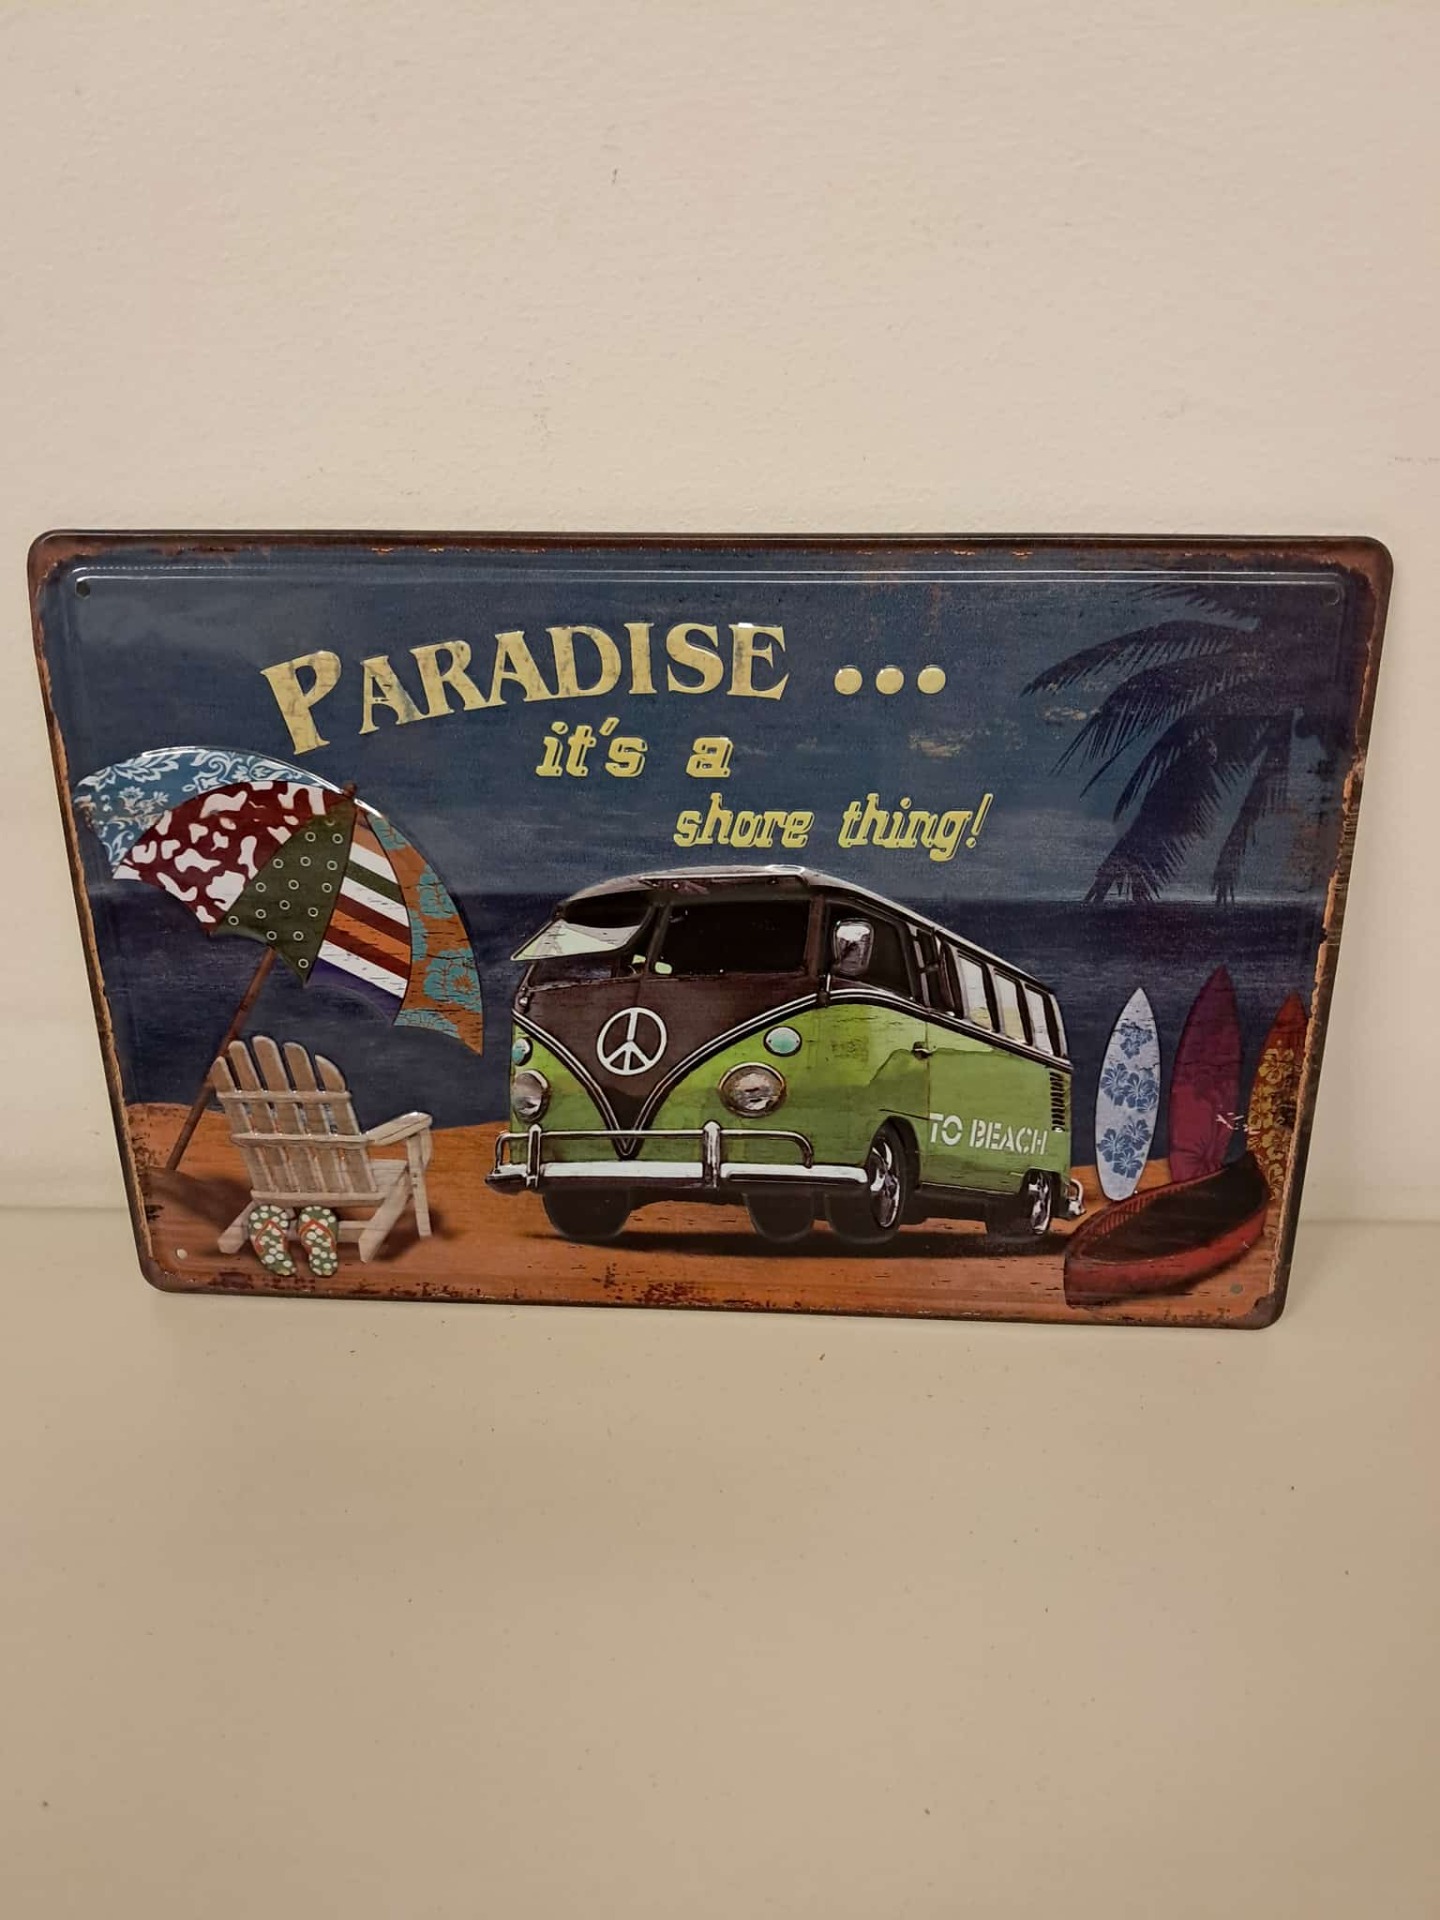 PARADISE ...
it's a
shore thing!
TO BEACH